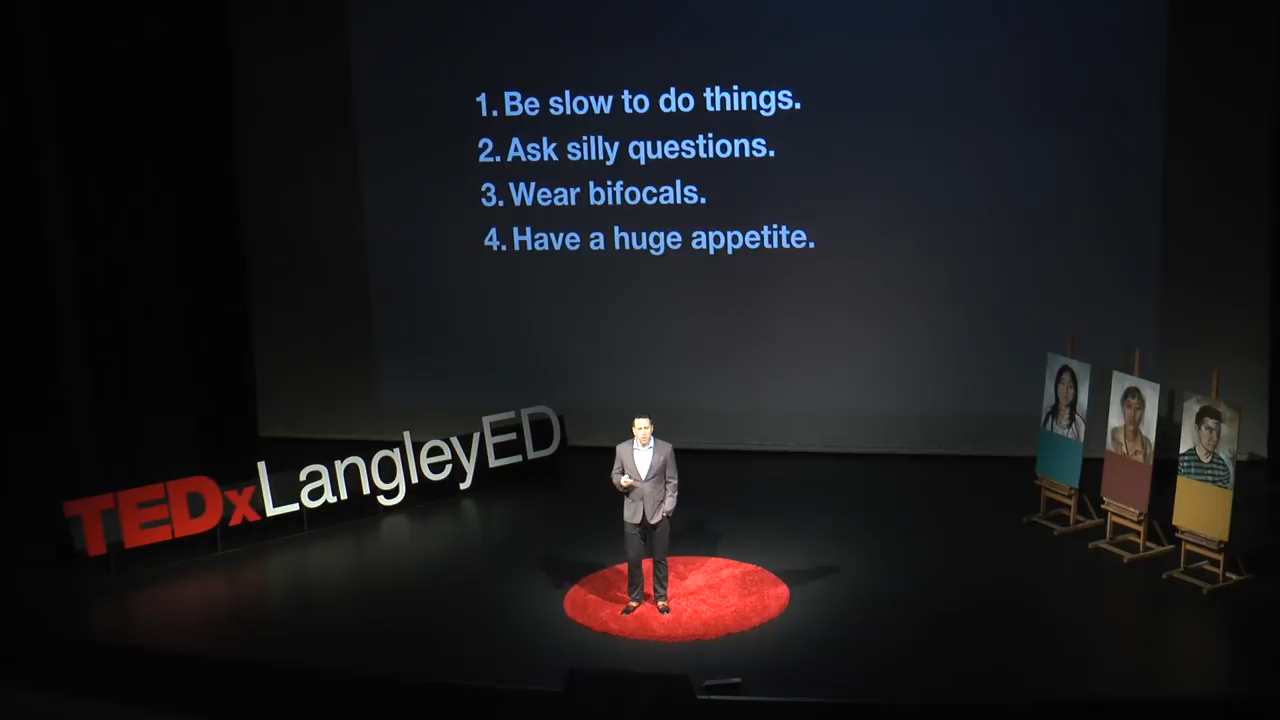 1. Be slow to do things.
2. Ask silly questions.
3. Wear bifocals.
4. Have a huge appetite.
TEDxLangleyED